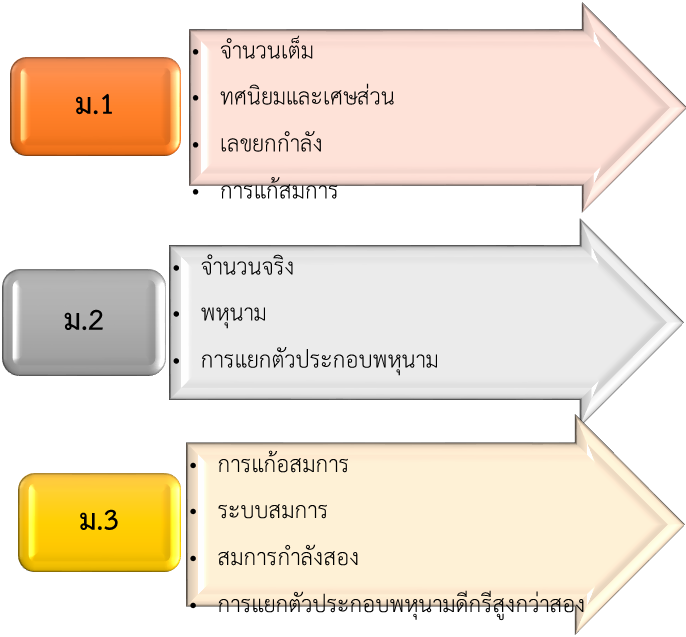 ม.1
• จำนวนเต็ม
• ทศนิยมและเศษส่วน
• เลขยกกำลัง
• การแก้สมการ
ม.2
• จำนวนจริง
• พหุนาม
• การแยกตัวประกอบพหุนาม
ม.3
• การแก้อสมการ
• ระบบสมการ
• สมการกำลังสอง
• การแยกตัวประกอบพหุนามดีกรีสูงกว่าสอง